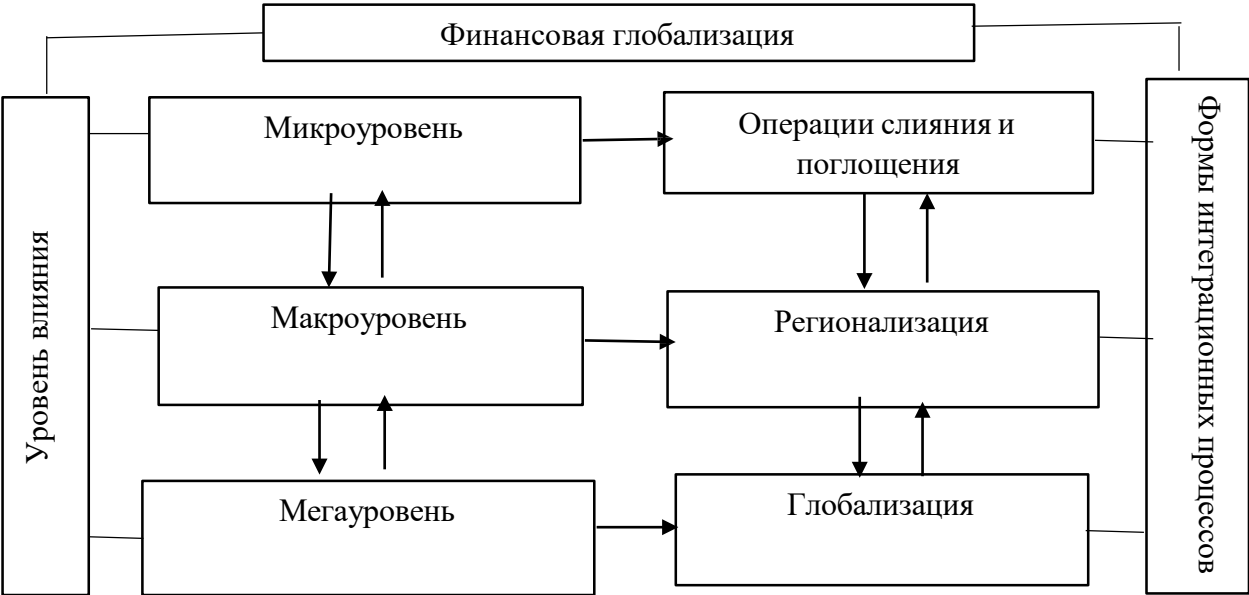 Финансовая глобализация
Уровень влияния
Микроуровень
Операции слияния и
поглощения
Макроуровень
Регионализация
Мегауровень
Глобализация
Формы интеграционных процессов